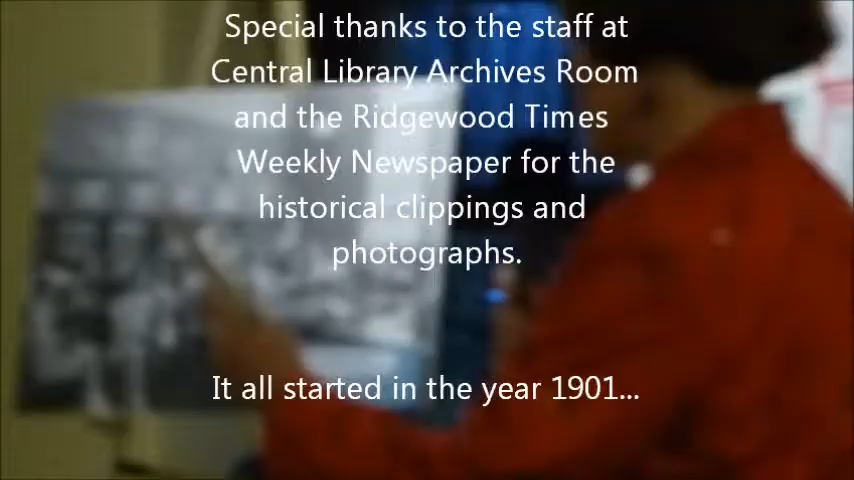 Special thanks to the staff at
Central Library Archives Room
and the Ridgewood Times
Weekly Newspaper for the
historical clippings and
photographs.
It all started in the year 1901...